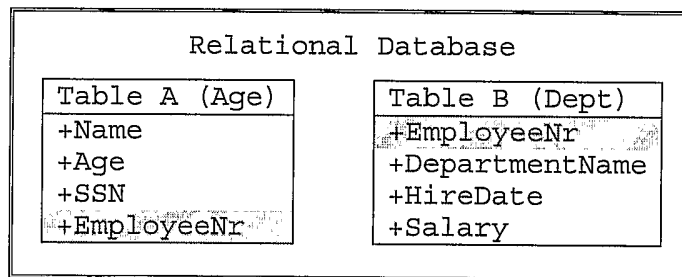 Relational Database
Table A (Age)
+Name
+Age
+SSN
+EmployeeNr
Table B (Dept)
+EmployeeNr
+DepartmentName
+HireDate
+Salary